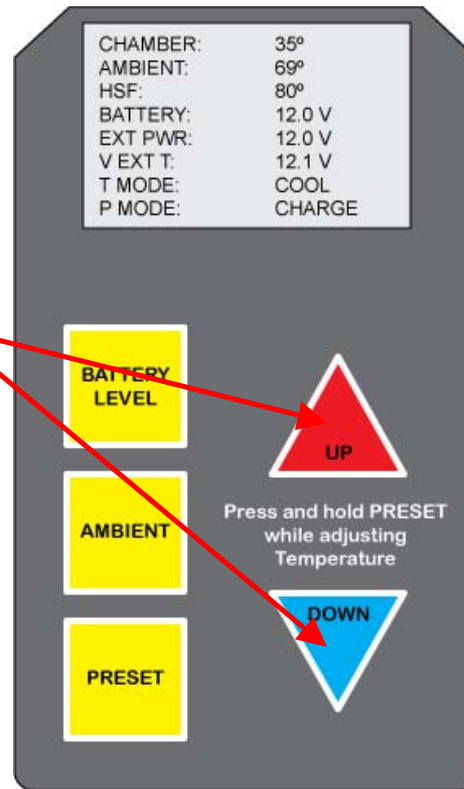 CHAMBER: 35º
AMBIENT: 69º
HSF: 80º
BATTERY: 12.0 V
EXT PWR: 12.0 V
V EXT T: 12.1 V
T MODE: COOL
P MODE: CHARGE
BATTERY
LEVEL
UP
AMBIENT
Press and hold PRESET
while adjusting
Temperature
DOWN
PRESET